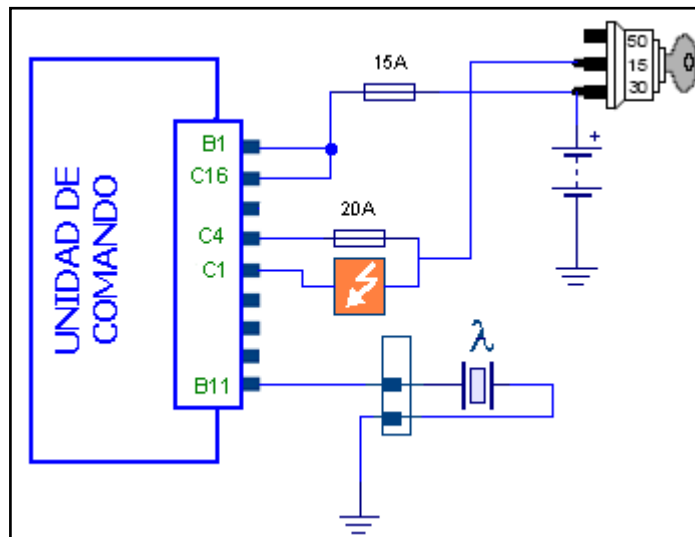 50
15A
15
30
B1
C16
UNIDAD DE
COMANDO
20A
C4
C1
λ
B11
+